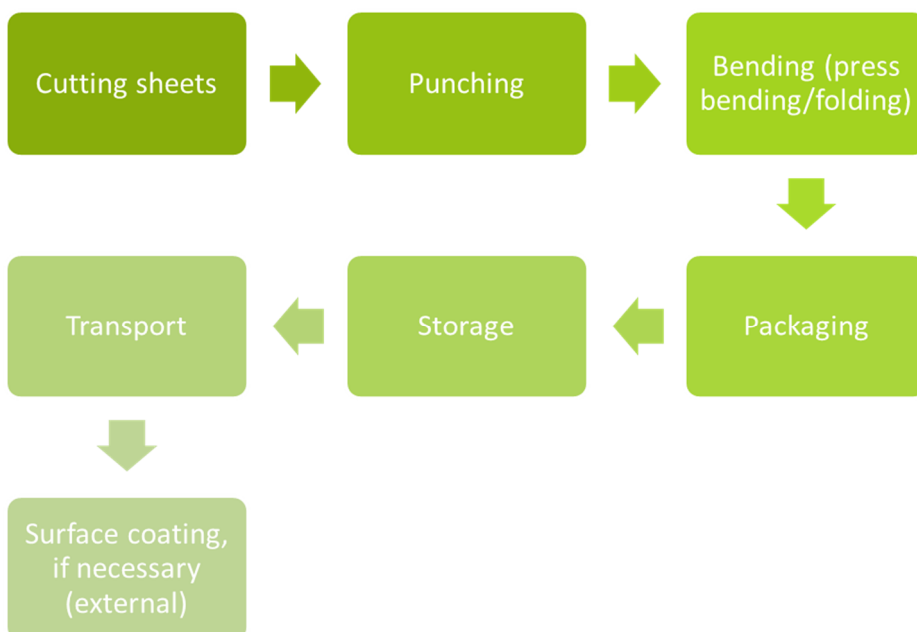 Cutting sheets
Punching
Bending (press
bending/folding)
Packaging
Storage
Transport
Surface coating,
if necessary
(external)